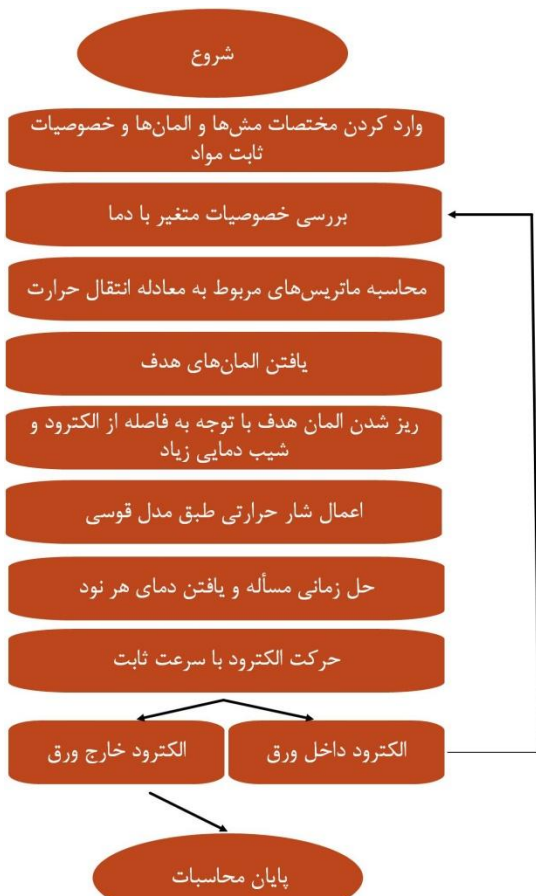 شروع
وارد کردن مختصات مش‌ها و المان‌ها و خصوصیات
ثابت مواد
بررسی خصوصیات متغیر با دما
محاسبه ماتریس‌های مربوط به معادله انتقال حرارت
یافتن المان‌های هدف
ریز شدن المان هدف با توجه به فاصله از الکترود و
شیب دمایی زیاد
اعمال شار حرارتی طبق مدل قوسی
حل زمانی مسأله و یافتن دمای هر نود
حرکت الکترود با سرعت ثابت
الکترود داخل ورق
الکترود خارج ورق
پایان محاسبات